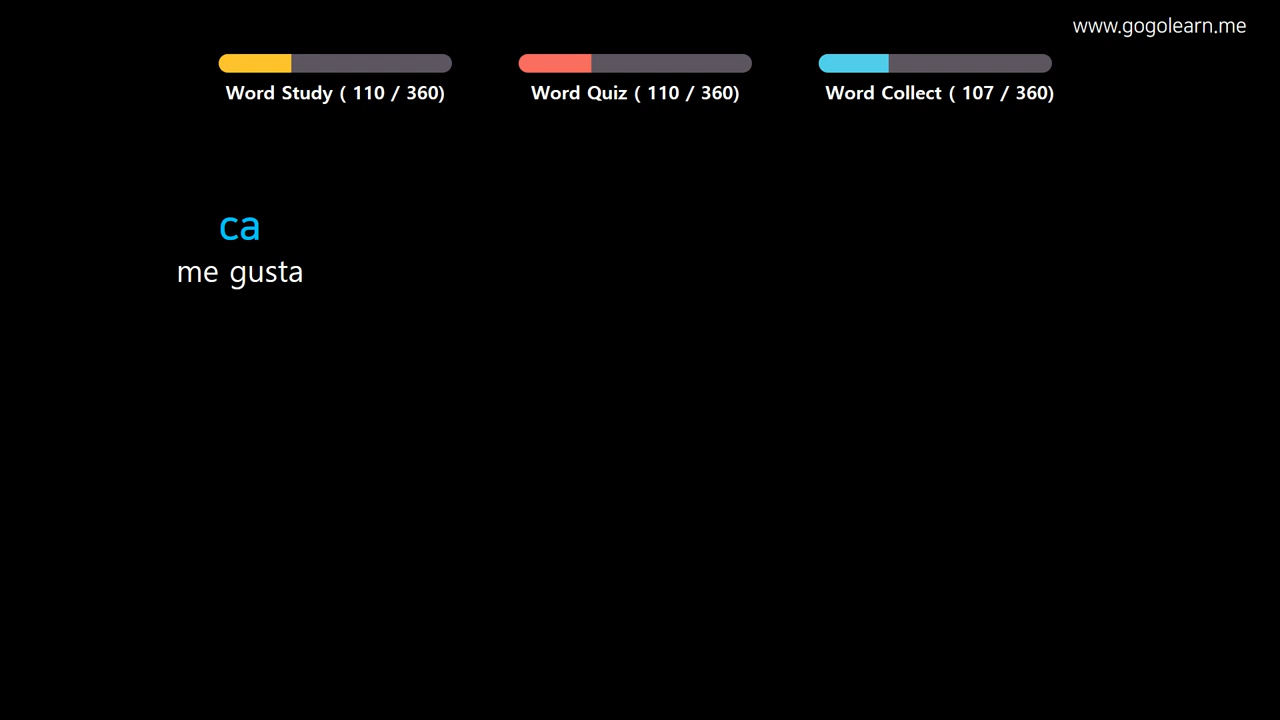 www.gogolearn.me
Word Study ( 110 / 360)
Word Quiz ( 110 / 360)
Word Collect ( 107 / 360)
ca
me gusta